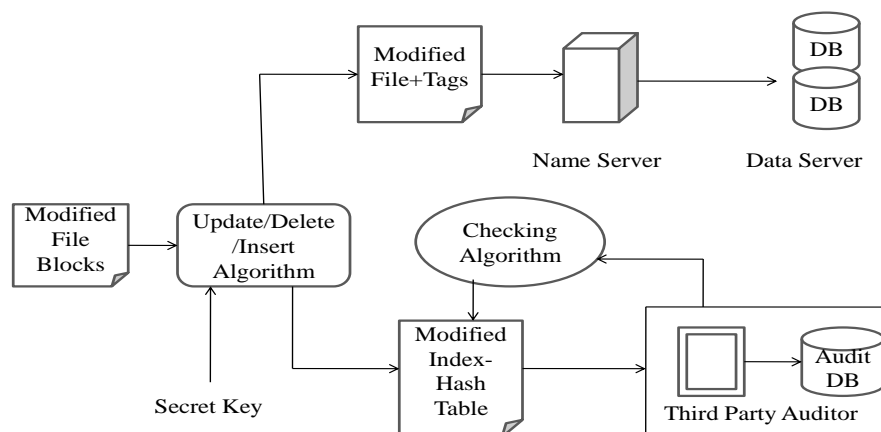 Modified
File+Tags
DB
DB
Name Server
Data Server
Modified
File
Blocks
Update/Delete
/Insert
Algorithm
Checking
Algorithm
Modified
Index-
Hash
Table
Audit
DB
Third Party Auditor
Secret Key